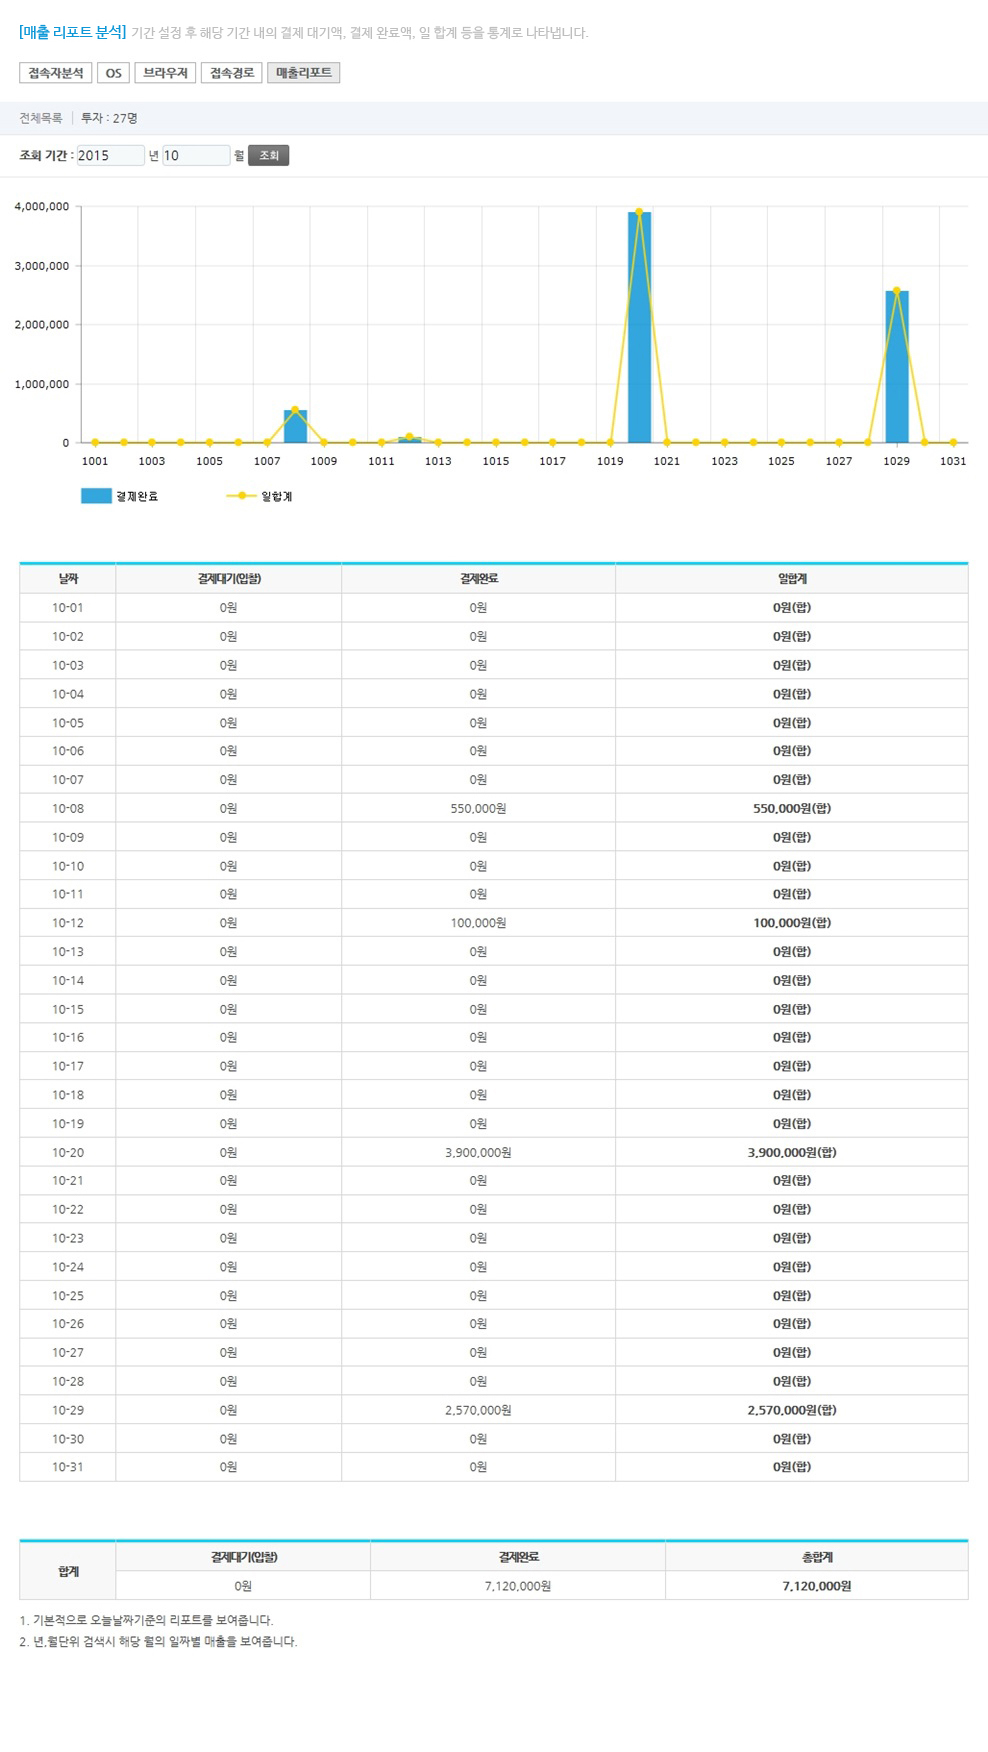 [매출 리포트 분석] 기간 설정 후 해당 기간 내의 결제 대기액, 결제 완료액, 일 합계 등을 통계로 나타냅니다.
접속자분석 OS 브라우저 접속경로 매출리포트
전체목록 투자 : 27명
조회 기간 : 2015 년 10 월 조회
4,000,000
3,000,000
2,000,000
1,000,000
0
1001 1003 1005 1007 1009 1011 1013 1015 1017 1019 1021 1023 1025 1027 1029 1031
결제완료 일합계
날짜 결제대기(입찰) 결제완료 일합계
10-01 0원 0원 0원(합)
10-02 0원 0원 0원(합)
10-03 0원 0원 0원(합)
10-04 0원 0원 0원(합)
10-05 0원 0원 0원(합)
10-06 0원 0원 0원(합)
10-07 0원 0원 0원(합)
10-08 0원 550,000원 550,000원(합)
10-09 0원 0원 0원(합)
10-10 0원 0원 0원(합)
10-11 0원 0원 0원(합)
10-12 0원 100,000원 100,000원(합)
10-13 0원 0원 0원(합)
10-14 0원 0원 0원(합)
10-15 0원 0원 0원(합)
10-16 0원 0원 0원(합)
10-17 0원 0원 0원(합)
10-18 0원 0원 0원(합)
10-19 0원 0원 0원(합)
10-20 0원 3,900,000원 3,900,000원(합)
10-21 0원 0원 0원(합)
10-22 0원 0원 0원(합)
10-23 0원 0원 0원(합)
10-24 0원 0원 0원(합)
10-25 0원 0원 0원(합)
10-26 0원 0원 0원(합)
10-27 0원 0원 0원(합)
10-28 0원 0원 0원(합)
10-29 0원 2,570,000원 2,570,000원(합)
10-30 0원 0원 0원(합)
10-31 0원 0원 0원(합)
합계 결제대기(입찰) 결제완료 총합계
0원 7,120,000원 7,120,000원
1. 기본적으로 오늘날짜기준의 리포트를 보여줍니다.
2. 년,월단위 검색시 해당 월의 일짜별 매출을 보여줍니다.